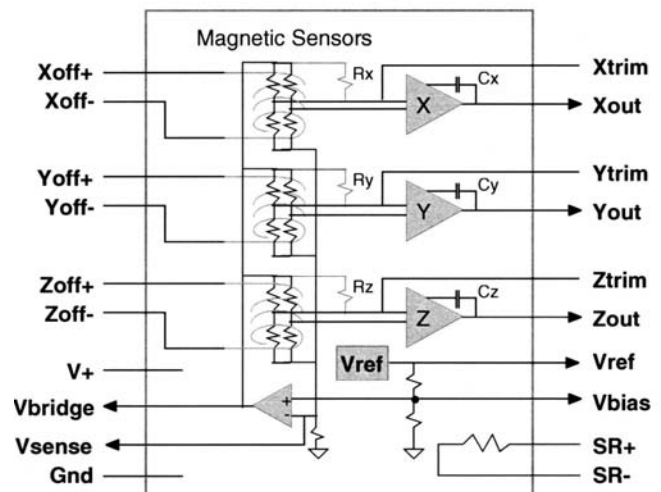 Magnetic Sensors
Xoff+
Xoff-
Rx
Cx
X
Xtrim
Xout
Yoff+
Yoff-
Ry
Cy
Y
Ytrim
Yout
Zoff+
Zoff-
Rz
Cz
Z
Ztrim
Zout
V+
Vref
Vref
Vbridge
+
-
Vbias
Vsense
SR+
Gnd
SR-